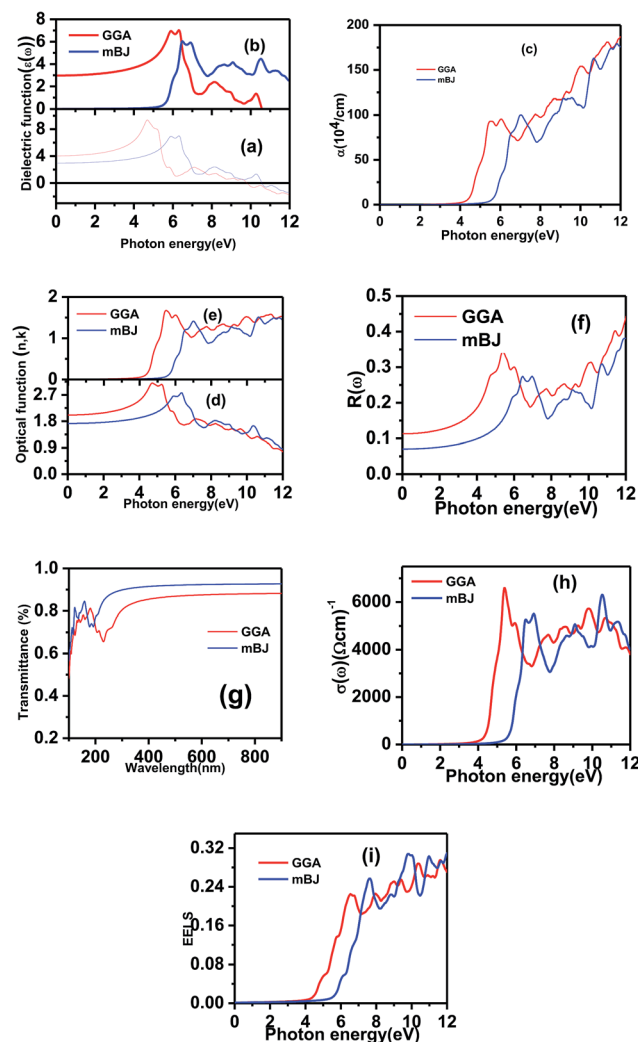 Dielectric function(ε(ω))
8
6
4
2
0
8
4
0
GGA
mBJ
(b)
(a)
0 2 4 6 8 10 12
Photon energy(eV)
α(10⁴/cm)
200
150
100
50
0
GGA
mBJ
(c)
0 2 4 6 8 10 12
Photon energy(eV)
Optical function (n,k)
2
1
0
2.7
1.8
0.9
0.0
GGA
mBJ
(e)
(d)
0 2 4 6 8 10 12
Photon energy(eV)
R(ω)
0.5
0.4
0.3
0.2
0.1
0.0
GGA
mBJ
(f)
0 2 4 6 8 10 12
Photon energy(eV)
Transmittance (%)
1.0
0.8
0.6
0.4
0.2
GGA
mBJ
(g)
200 400 600 800
Wavelength(nm)
σ(ω)(Ωcm)⁻¹
6000
4000
2000
0
GGA
mBJ
(h)
0 2 4 6 8 10 12
Photon energy(eV)
EELS
0.32
0.24
0.16
0.08
0.00
GGA
mBJ
(i)
0 2 4 6 8 10 12
Photon energy(eV)